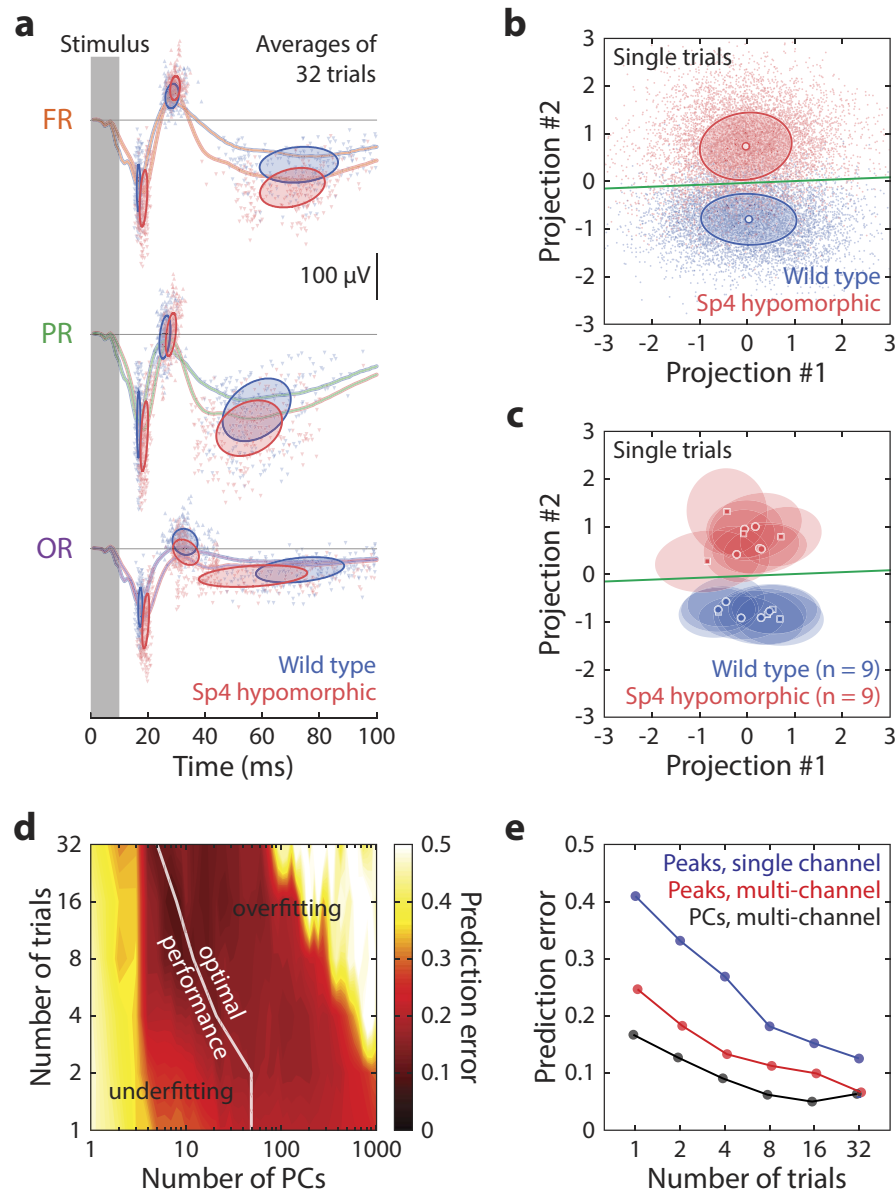 a
Stimulus
Averages of
32 trials
FR
100 µV
PR
OR
Wild type
Sp4 hypomorphic
0 20 40 60 80 100
Time (ms)
b
Single trials
3
2
1
0
-1
-2
-3
Projection #2
Wild type
Sp4 hypomorphic
-3 -2 -1 0 1 2 3
Projection #1
c
Single trials
3
2
1
0
-1
-2
-3
Projection #2
Wild type (n = 9)
Sp4 hypomorphic (n = 9)
-3 -2 -1 0 1 2 3
Projection #1
d
32
16
8
4
2
1
Number of trials
overfitting
optimal
performance
underfitting
1 10 100 1000
Number of PCs
0.5
0.4
0.3
0.2
0.1
0
Prediction error
e
0.5
0.4
0.3
0.2
0.1
0
Prediction error
Peaks, single channel
Peaks, multi-channel
PCs, multi-channel
1 2 4 8 16 32
Number of trials